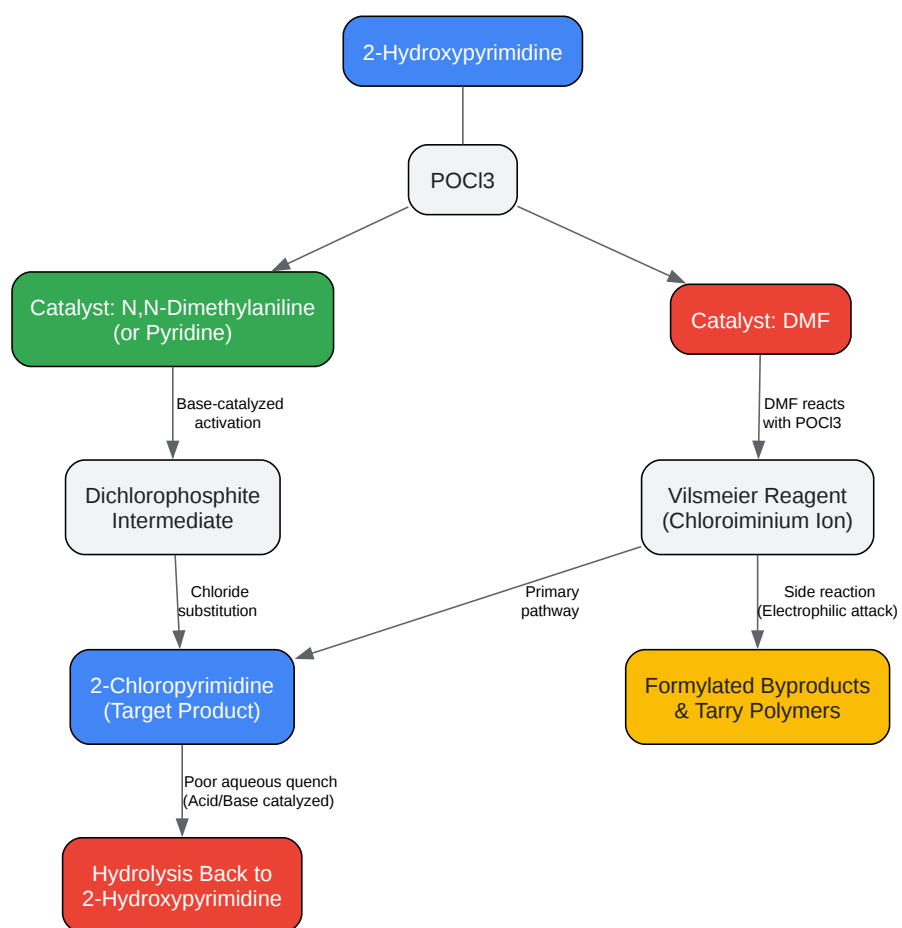 2-Hydroxypyrimidine
POCl3
Catalyst: N,N-Dimethylaniline
(or Pyridine)
Catalyst: DMF
Base-catalyzed
activation
DMF reacts
with POCl3
Dichlorophosphite
Intermediate
Vilsmeier Reagent
(Chloroiminium Ion)
Chloride
substitution
Primary
pathway
Side reaction
(Electrophilic attack)
2-Chloropyrimidine
(Target Product)
Formylated Byproducts
& Tarry Polymers
Poor aqueous quench
(Acid/Base catalyzed)
Hydrolysis Back to
2-Hydroxypyrimidine